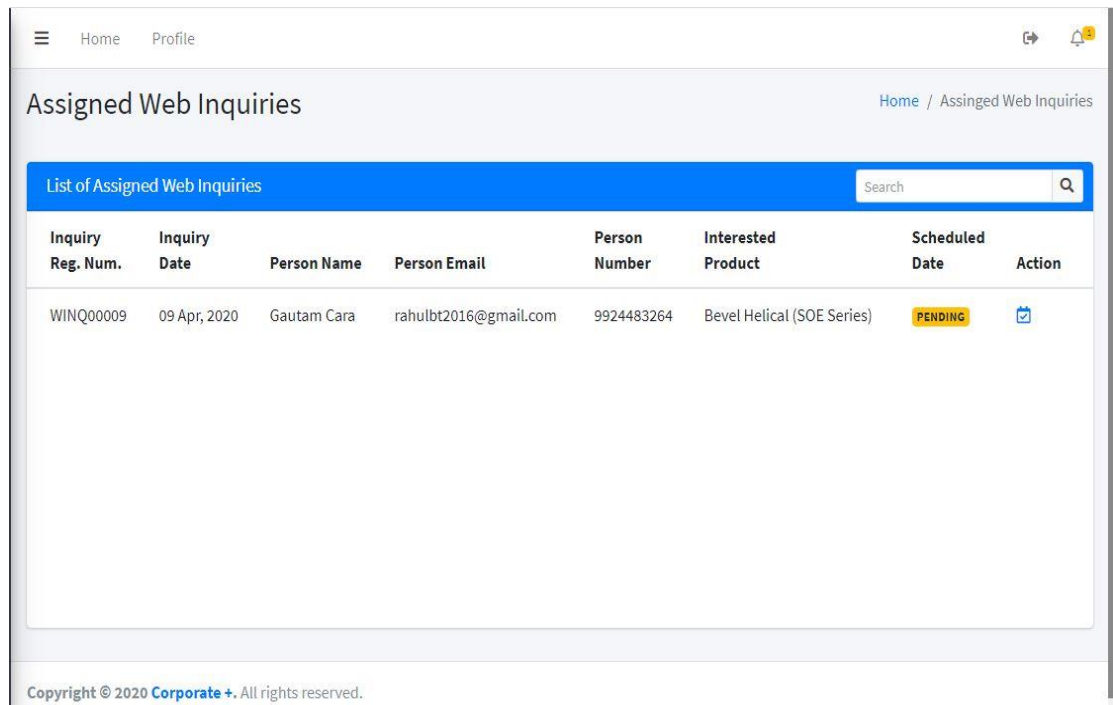 Home Profile 1
Assigned Web Inquiries
Home / Assinged Web Inquiries
List of Assigned Web Inquiries Search
Inquiry Reg. Num. Inquiry Date Person Name Person Email Person Number Interested Product Scheduled Date Action
WINQ00009 09 Apr, 2020 Gautam Cara rahulbt2016@gmail.com 9924483264 Bevel Helical (SOE Series) PENDING
Copyright © 2020 Corporate +. All rights reserved.